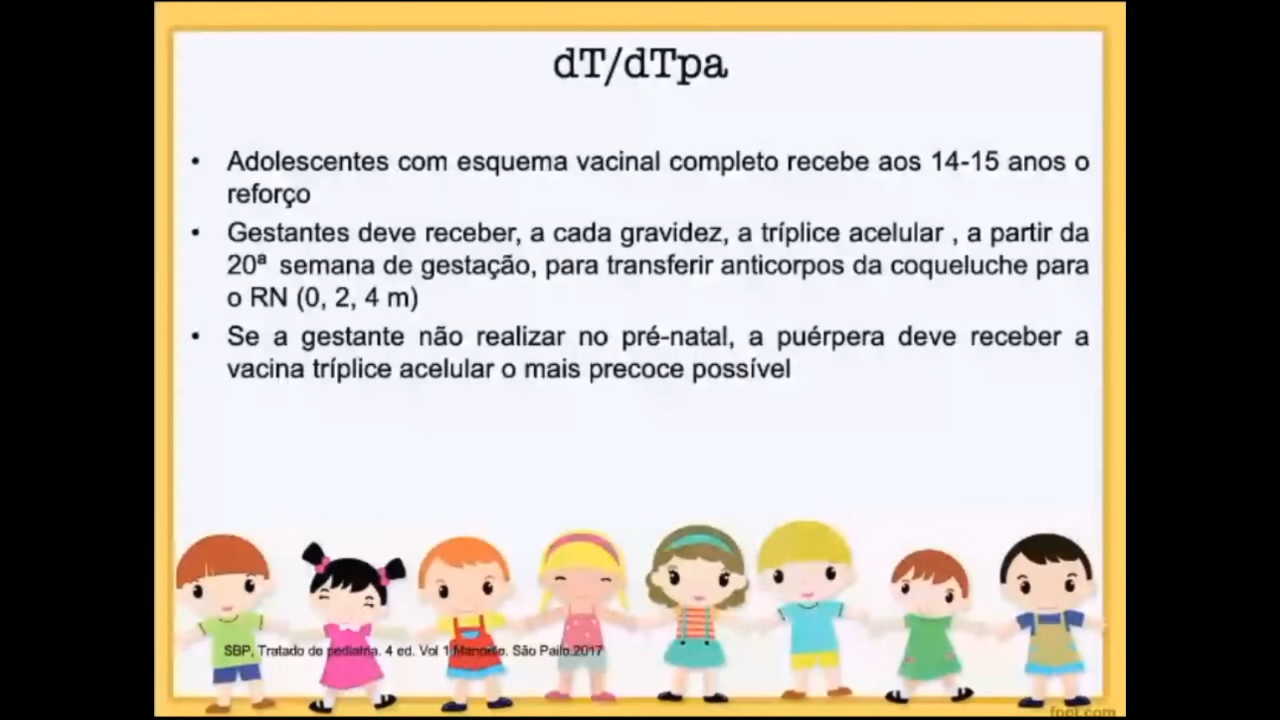 dT/dTpa
• Adolescentes com esquema vacinal completo recebe aos 14-15 anos o
reforço
• Gestantes deve receber, a cada gravidez, a tríplice acelular , a partir da
20ª semana de gestação, para transferir anticorpos da coqueluche para
o RN (0, 2, 4 m)
• Se a gestante não realizar no pré-natal, a puérpera deve receber a
vacina tríplice acelular o mais precoce possível
SBP, Tratado de pediatria. 4 ed. Vol 1 São Paulo.2017
fppt.com